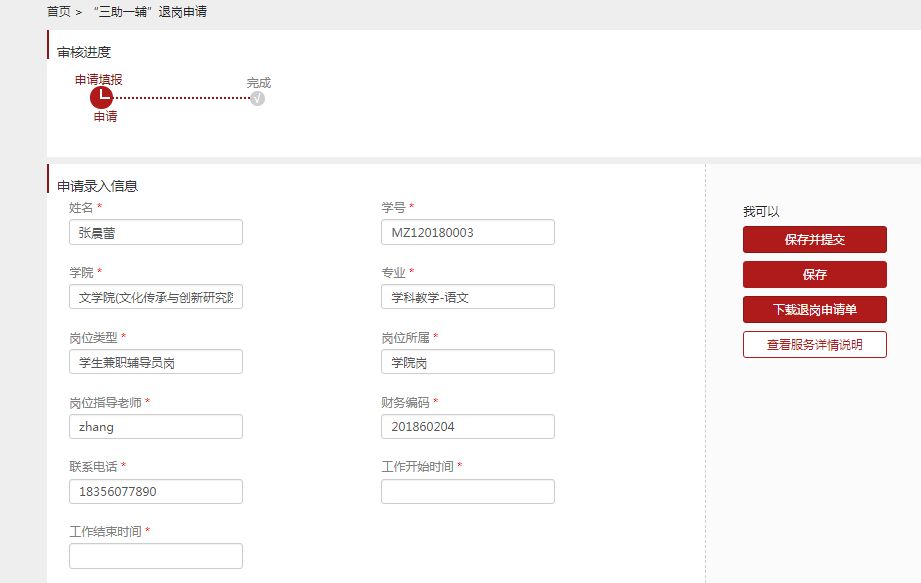 首页 > “三助一辅”退岗申请
审核进度
申请填报
完成
申请
申请录入信息
姓名 *
学号 *
张晨蕾
MZ120180003
学院 *
专业 *
文学院(文化传承与创新研究院
学科教学-语文
岗位类型 *
岗位所属 *
学生兼职辅导员岗
学院岗
岗位指导老师 *
财务编码 *
zhang
201860204
联系电话 *
工作开始时间 *
18356077890
工作结束时间 *
我可以
保存并提交
保存
下载退岗申请单
查看服务详情说明